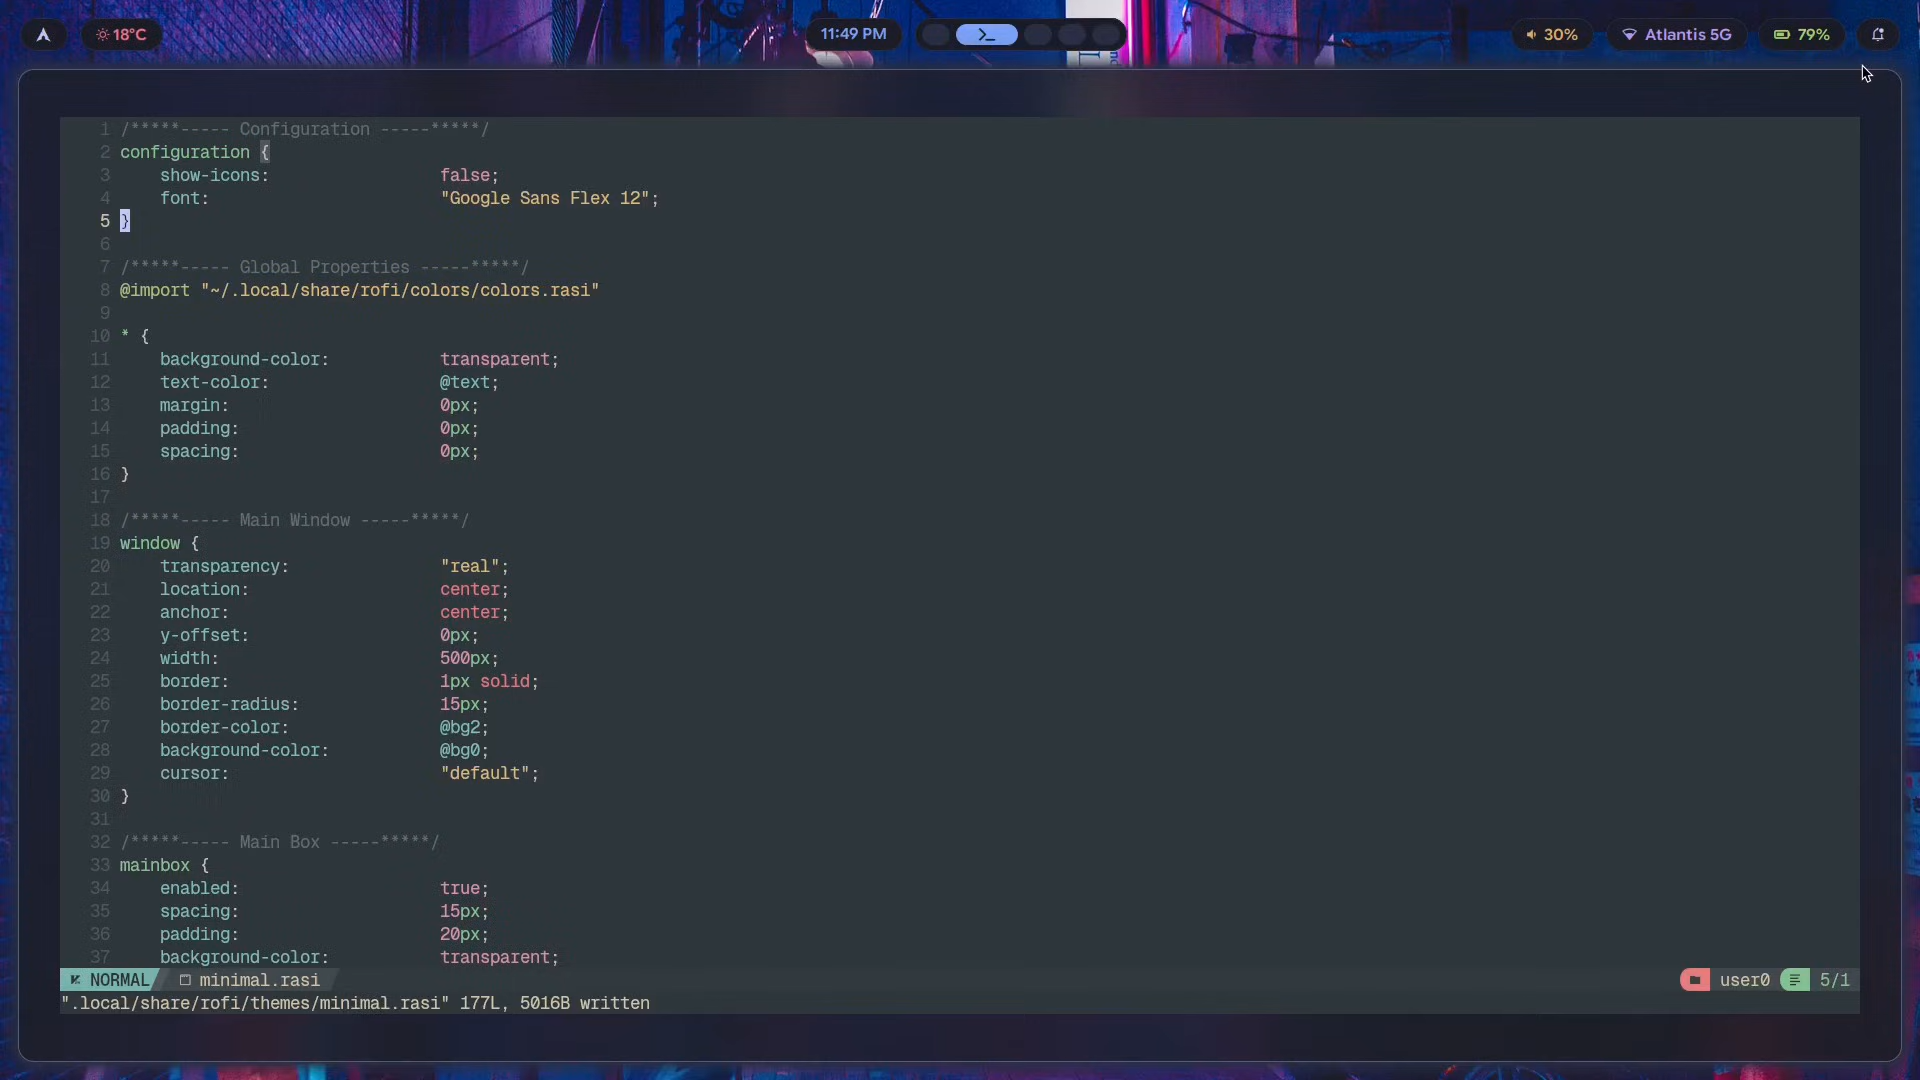 18°C
11:49 PM
30%
Atlantis 5G
79%
1 /*****----- Configuration -----*****/
2 configuration {
3     show-icons:                 false;
4     font:                       "Google Sans Flex 12";
5 }
6
7 /*****----- Global Properties -----*****/
8 @import "~/.local/share/rofi/colors/colors.rasi"
9
10 * {
11     background-color:           transparent;
12     text-color:                 @text;
13     margin:                     0px;
14     padding:                    0px;
15     spacing:                    0px;
16 }
17
18 /*****----- Main Window -----*****/
19 window {
20     transparency:               "real";
21     location:                   center;
22     anchor:                     center;
23     y-offset:                   0px;
24     width:                      500px;
25     border:                     1px solid;
26     border-radius:              15px;
27     border-color:               @bg2;
28     background-color:           @bg0;
29     cursor:                     "default";
30 }
31
32 /*****----- Main Box -----*****/
33 mainbox {
34     enabled:                    true;
35     spacing:                    15px;
36     padding:                    20px;
37     background-color:           transparent;
NORMAL minimal.rasi user0 5/1
".local/share/rofi/themes/minimal.rasi" 177L, 5016B written